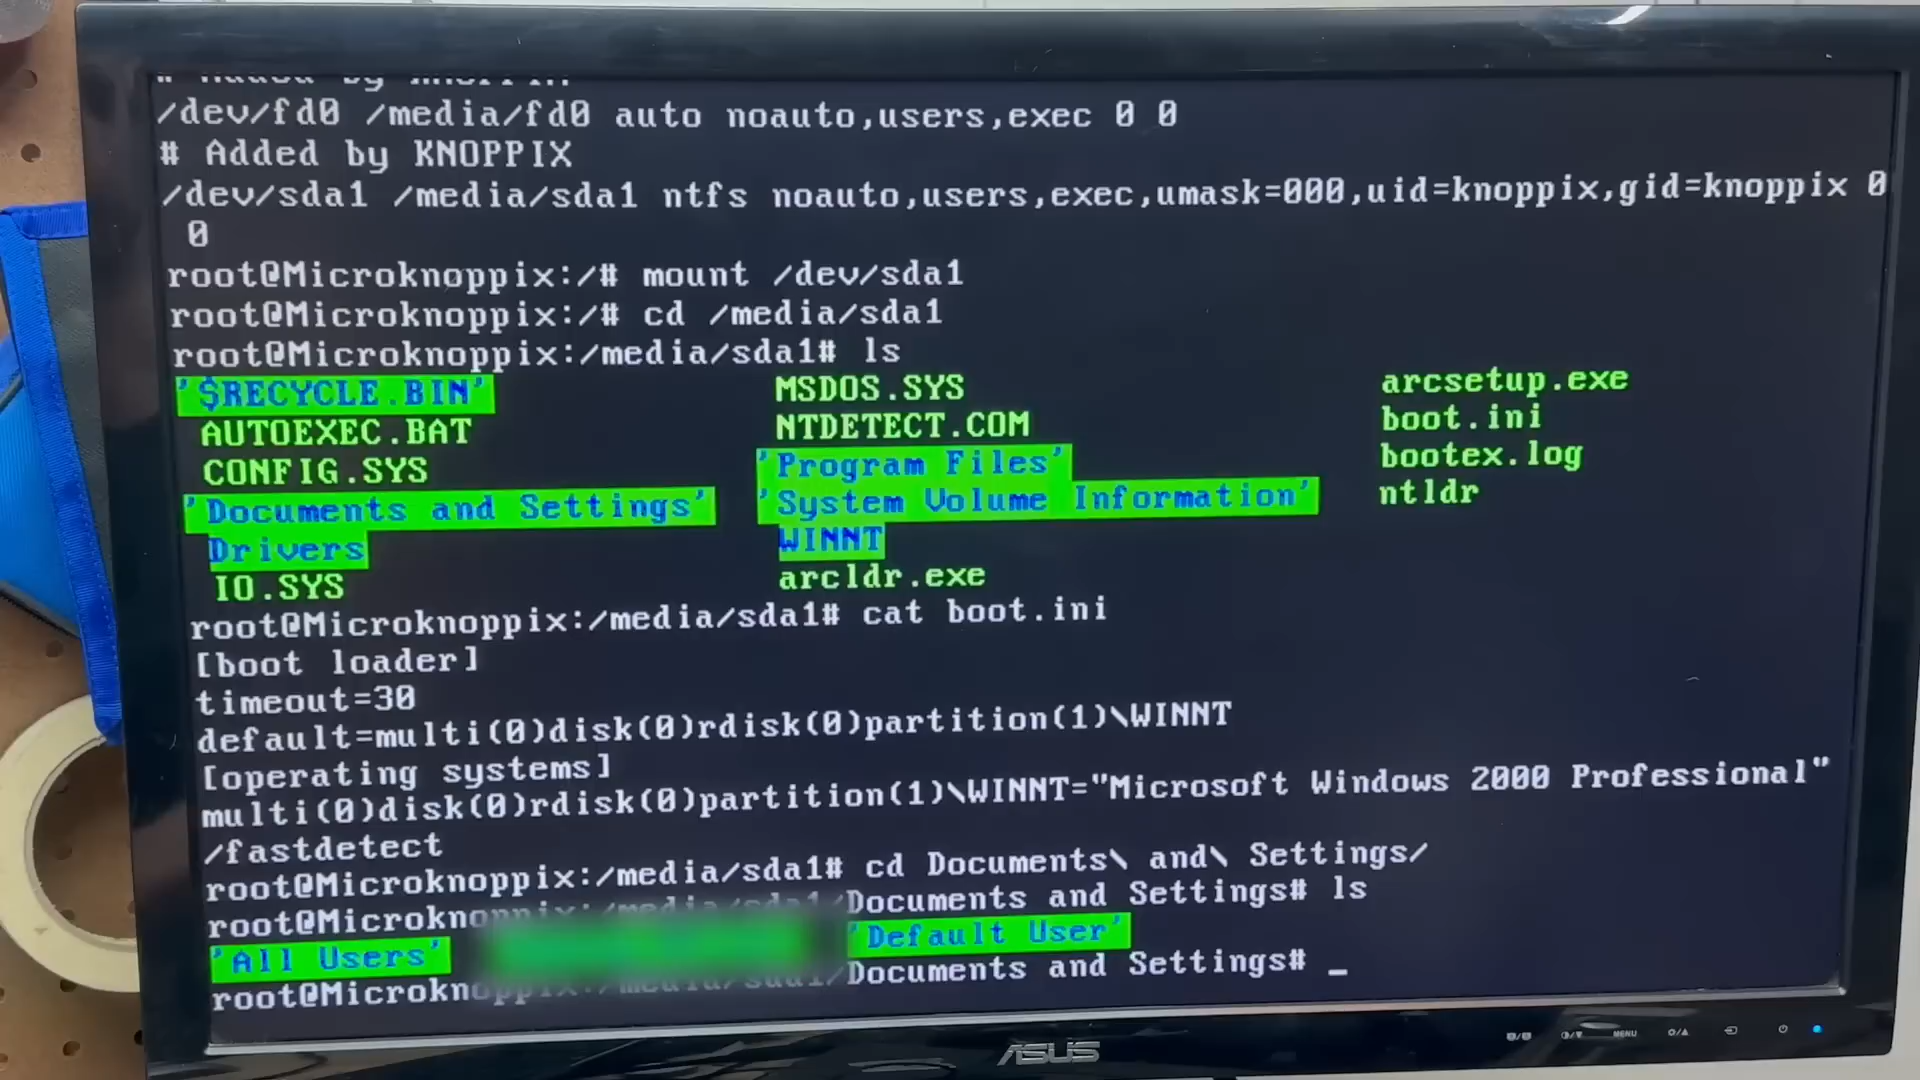 # Added by KNOPPIX
/dev/fd0 /media/fd0 auto noauto,users,exec 0 0
# Added by KNOPPIX
/dev/sda1 /media/sda1 ntfs noauto,users,exec,umask=000,uid=knoppix,gid=knoppix 0
0
root@Microknoppix:/# mount /dev/sda1
root@Microknoppix:/# cd /media/sda1
root@Microknoppix:/media/sda1# ls
'$RECYCLE.BIN' MSDOS.SYS arcsetup.exe
AUTOEXEC.BAT NTDETECT.COM boot.ini
CONFIG.SYS 'Program Files' bootex.log
'Documents and Settings' 'System Volume Information' ntldr
Drivers WINNT
IO.SYS arcldr.exe
root@Microknoppix:/media/sda1# cat boot.ini
[boot loader]
timeout=30
default=multi(0)disk(0)rdisk(0)partition(1)\WINNT
[operating systems]
multi(0)disk(0)rdisk(0)partition(1)\WINNT="Microsoft Windows 2000 Professional"
/fastdetect
root@Microknoppix:/media/sda1# cd Documents\ and\ Settings/
root@Microknoppix:/media/sda1/Documents and Settings# ls
'All Users' 'Default User'
root@Microknoppix:/media/sda1/Documents and Settings# _
MENU
ASUS